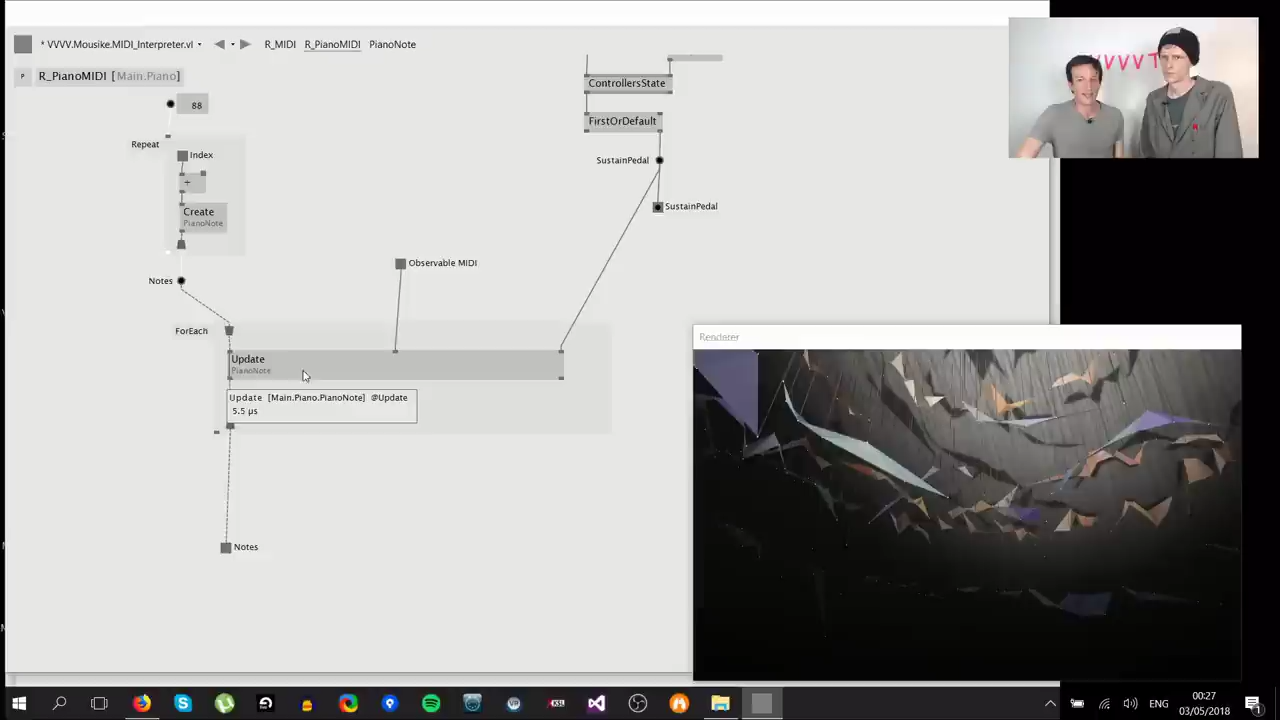 * VVVV.Mousike.MIDI_Interpreter.vl
R_MIDI
R_PianoMIDI
PianoNote
P
R_PianoMIDI [Main.Piano]
88
Repeat
Index
+
Create
PianoNote
Notes
ForEach
Update
PianoNote
Update [Main.Piano.PianoNote] @Update
5.5 µs
Notes
Observable MIDI
ControllersState
FirstOrDefault
SustainPedal
SustainPedal
VVVVT
Renderer
ENG
00:27
03/05/2018
1